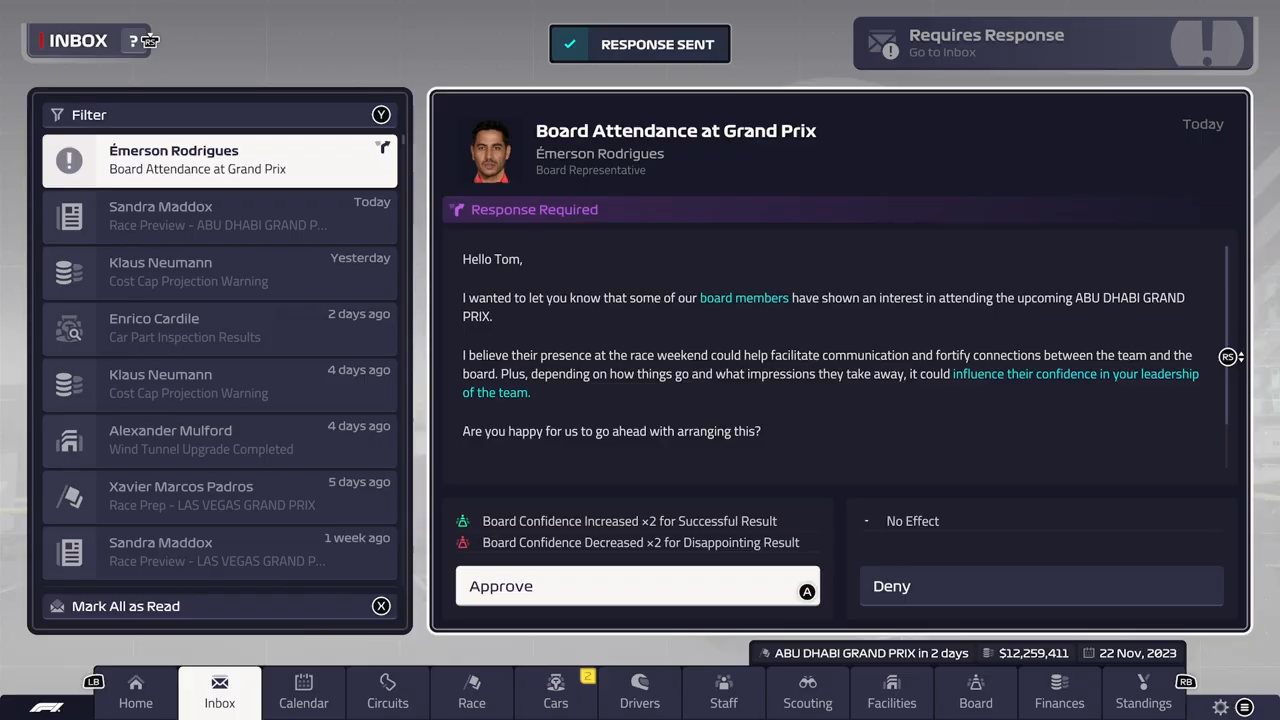 INBOX
?
RS
RESPONSE SENT
Requires Response
Go to Inbox
Filter
Y
Émerson Rodrigues
Board Attendance at Grand Prix
Sandra Maddox
Today
Race Preview - ABU DHABI GRAND P...
Klaus Neumann
Yesterday
Cost Cap Projection Warning
Enrico Cardile
2 days ago
Car Part Inspection Results
Klaus Neumann
4 days ago
Cost Cap Projection Warning
Alexander Mulford
4 days ago
Wind Tunnel Upgrade Completed
Xavier Marcos Padros
5 days ago
Race Prep - LAS VEGAS GRAND PRIX
Sandra Maddox
1 week ago
Race Preview - LAS VEGAS GRAND P...
Mark All as Read
X
Board Attendance at Grand Prix
Today
Émerson Rodrigues
Board Representative
Response Required
Hello Tom,
I wanted to let you know that some of our board members have shown an interest in attending the upcoming ABU DHABI GRAND
PRIX.
I believe their presence at the race weekend could help facilitate communication and fortify connections between the team and the
board. Plus, depending on how things go and what impressions they take away, it could influence their confidence in your leadership
of the team.
Are you happy for us to go ahead with arranging this?
RS
Board Confidence Increased ×2 for Successful Result
Board Confidence Decreased ×2 for Disappointing Result
Approve
A
- No Effect
Deny
ABU DHABI GRAND PRIX in 2 days
$12,259,411
22 Nov, 2023
LB
Home
Inbox
Calendar
Circuits
Race
2
Cars
Drivers
Staff
Scouting
Facilities
Board
Finances
Standings
RB
F1